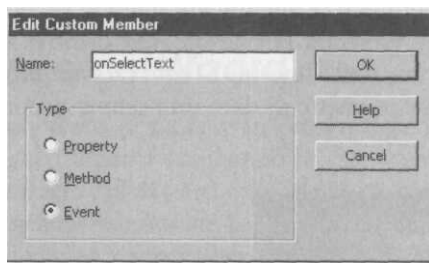 Edit Custom Member
Name:
onSelectText
OK
Type
Help
Property
Cancel
Method
Event